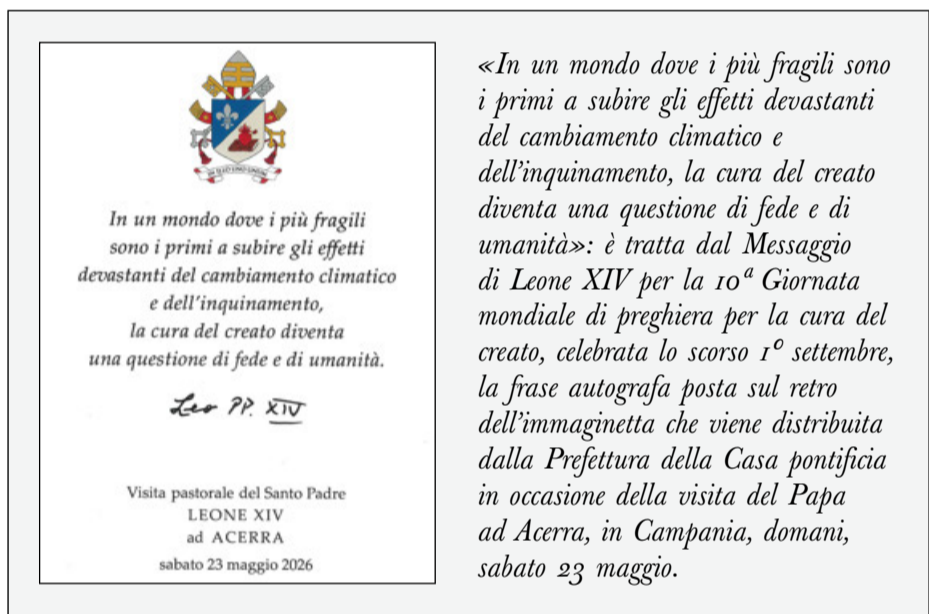 In un mondo dove i più fragili
sono i primi a subire gli effetti
devastanti del cambiamento climatico
e dell'inquinamento,
la cura del creato diventa
una questione di fede e di umanità.
Leo PP. XIV
Visita pastorale del Santo Padre
LEONE XIV
ad ACERRA
sabato 23 maggio 2026
«In un mondo dove i più fragili sono
i primi a subire gli effetti devastanti
del cambiamento climatico e
dell'inquinamento, la cura del creato
diventa una questione di fede e di
umanità»: è tratta dal Messaggio
di Leone XIV per la 10ª Giornata
mondiale di preghiera per la cura del
creato, celebrata lo scorso 1º settembre,
la frase autografa posta sul retro
dell'immaginetta che viene distribuita
dalla Prefettura della Casa pontificia
in occasione della visita del Papa
ad Acerra, in Campania, domani,
sabato 23 maggio.